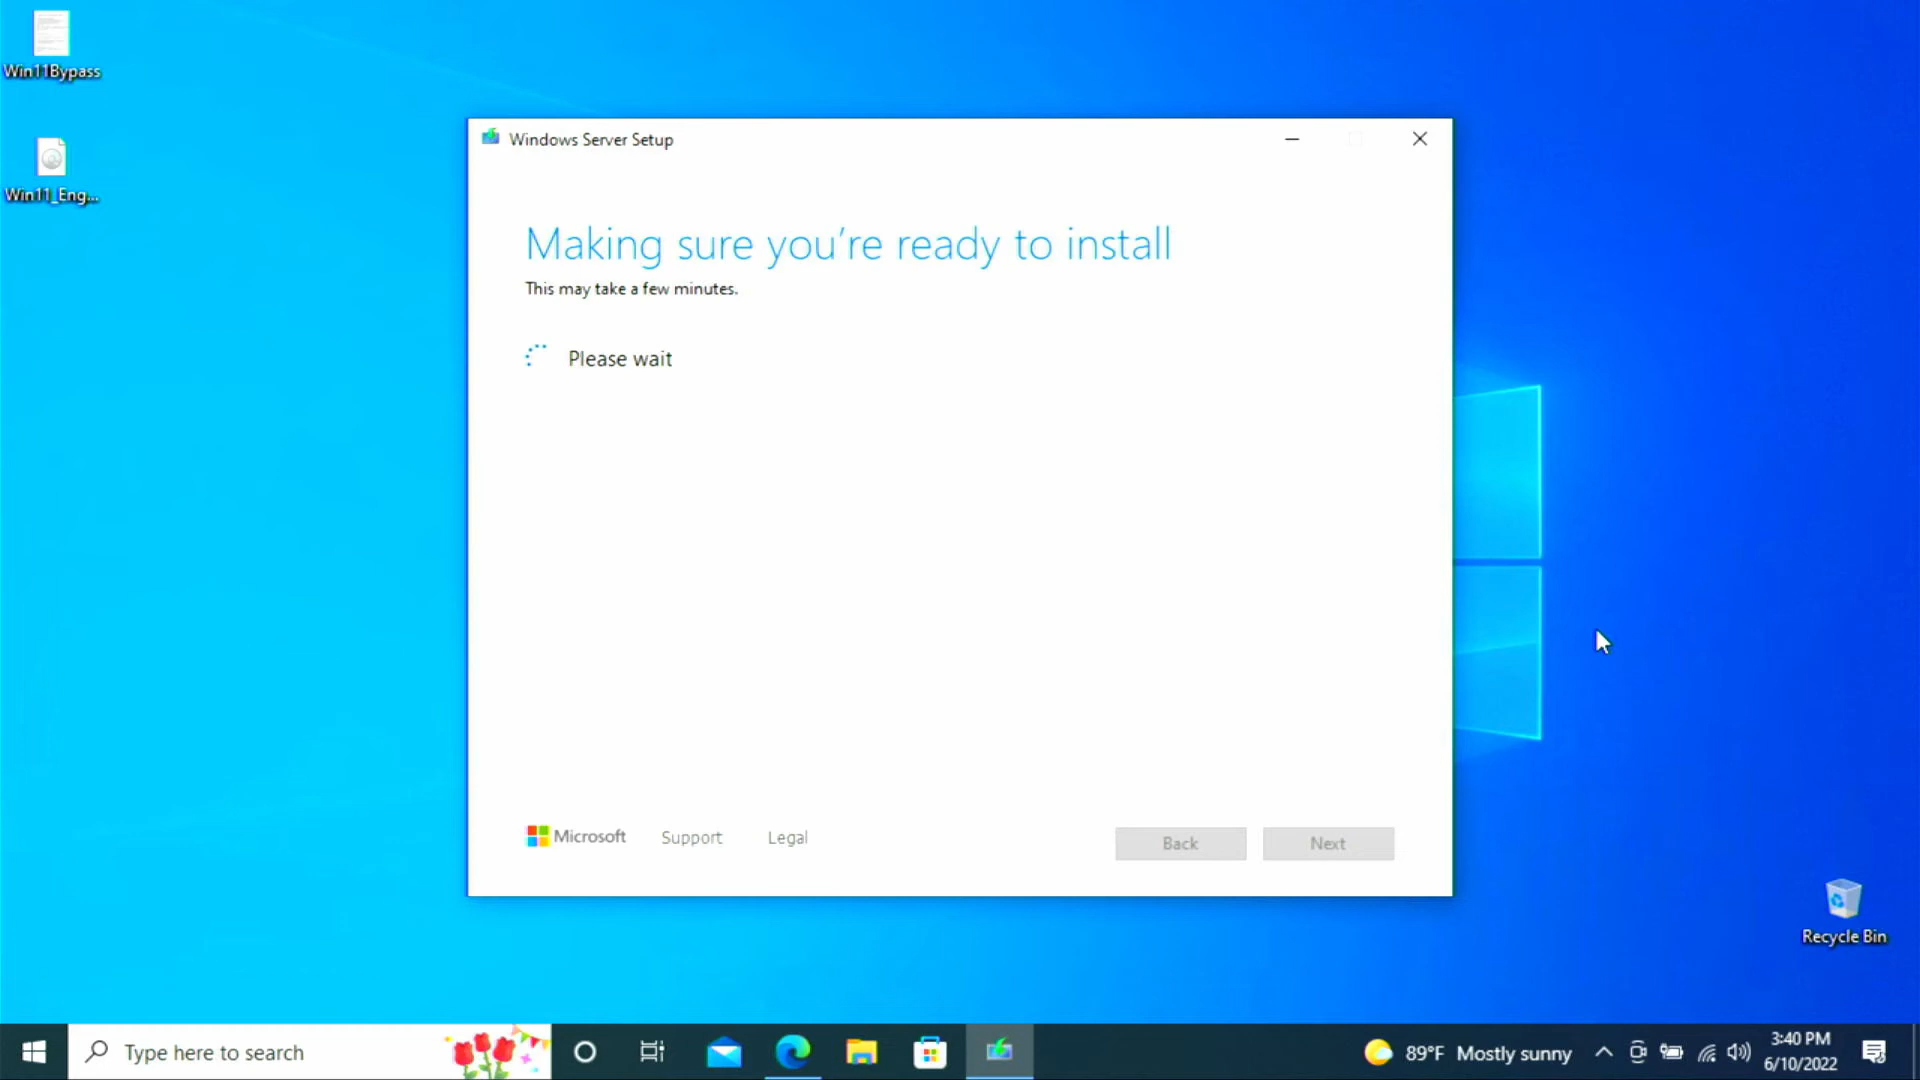 Win11Bypass
Win11_Eng...
Windows Server Setup
Making sure you're ready to install
This may take a few minutes.
Please wait
Microsoft
Support
Legal
Back
Next
Recycle Bin
Type here to search
89°F Mostly sunny
3:40 PM
6/10/2022